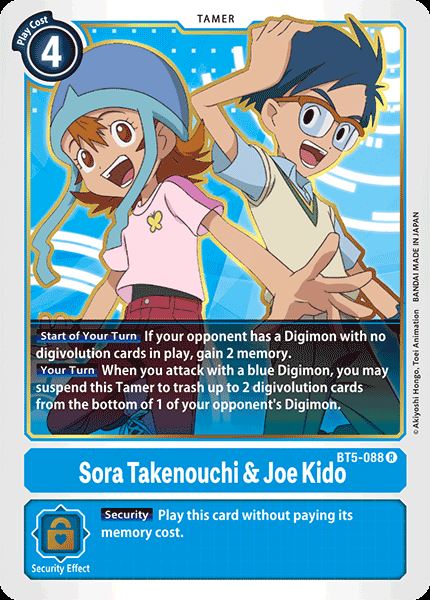 TAMER
Play Cost
4
Start of Your Turn If your opponent has a Digimon with no
digivolution cards in play, gain 2 memory.
Your Turn When you attack with a blue Digimon, you may
suspend this Tamer to trash up to 2 digivolution cards
from the bottom of 1 of your opponent's Digimon.
© Akiyoshi Hongo, Toei Animation BANDAI MADE IN JAPAN
BT5-088 R
Sora Takenouchi & Joe Kido
Security Play this card without paying its
memory cost.
Security Effect